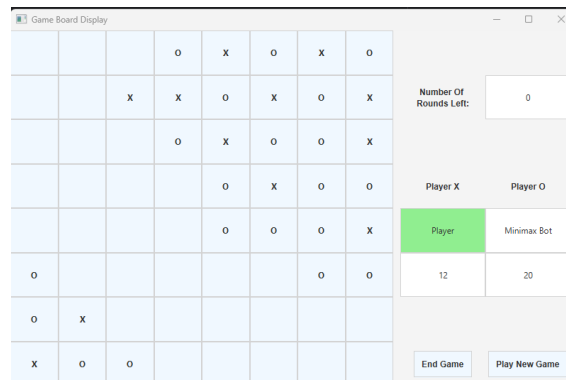 Game Board Display
O X O X O
X X O X O X
Number Of
Rounds Left:
0
O X O O X
O X O O
Player X
Player O
O O O X
Player
Minimax Bot
O O O
12
20
O X
X O O
End Game
Play New Game